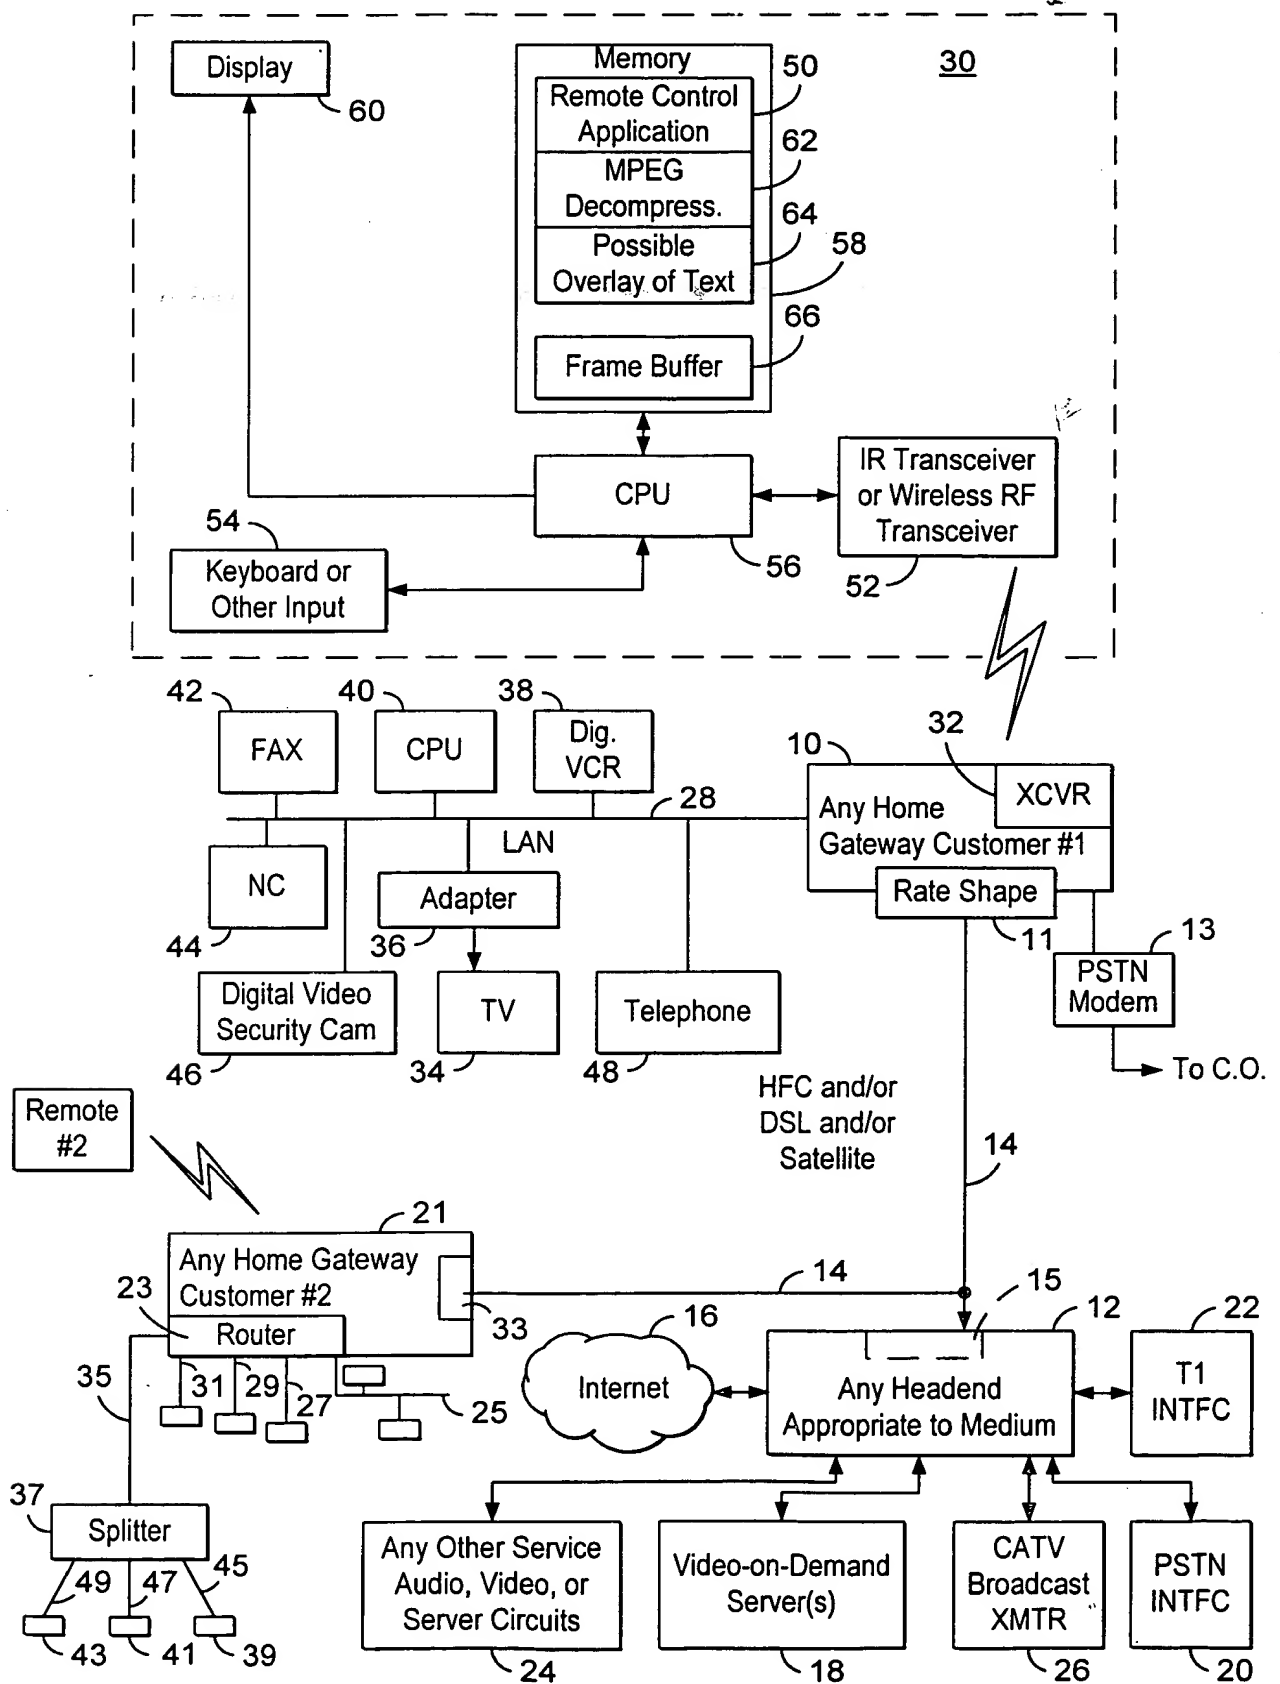 30
Display
60
Memory
50
Remote Control
Application
62
MPEG
Decompress.
64
Possible
Overlay of Text
58
66
Frame Buffer
CPU
56
IR Transceiver
or Wireless RF
Transceiver
52
54
Keyboard or
Other Input
42
FAX
40
CPU
38
Dig.
VCR
28
LAN
10
32
XCVR
Any Home
Gateway Customer #1
Rate Shape
11
13
PSTN
Modem
To C.O.
NC
44
Adapter
36
Digital Video
Security Cam
46
TV
34
Telephone
48
HFC and/or
DSL and/or
Satellite
14
Remote
#2
21
Any Home Gateway
Customer #2
23
Router
33
14
15
16
Internet
12
Any Headend
Appropriate to Medium
22
T1
INTFC
35
31
29
27
25
37
Splitter
49
47
45
43
41
39
Any Other Service
Audio, Video, or
Server Circuits
24
Video-on-Demand
Server(s)
18
CATV
Broadcast
XMTR
26
PSTN
INTFC
20